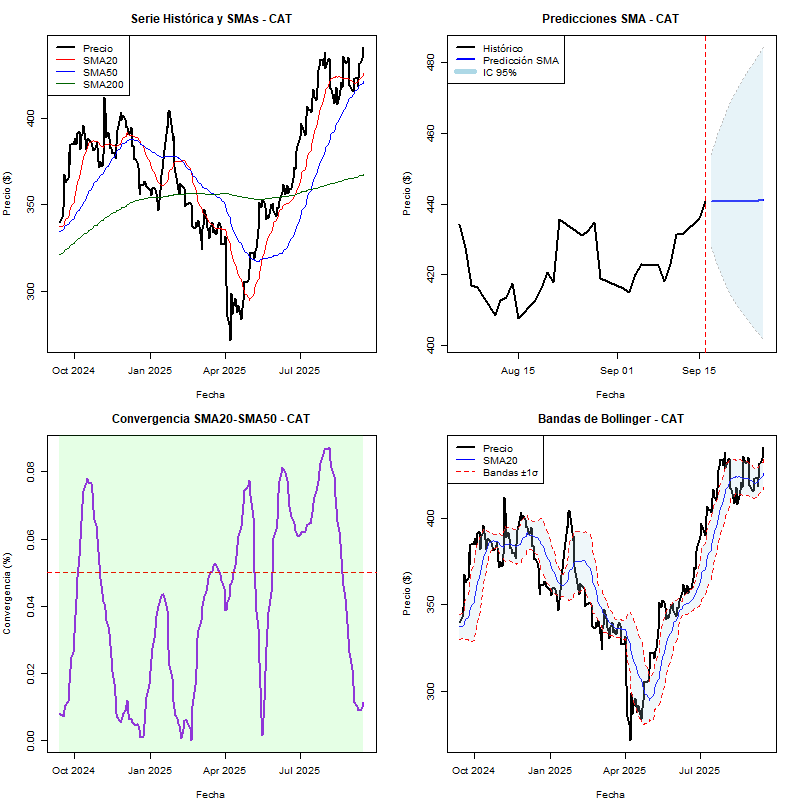 Serie Histórica y SMAs - CAT
Precio
SMA20
SMA50
SMA200
Precio ($)
400
350
300
Oct 2024
Jan 2025
Apr 2025
Jul 2025
Fecha
Predicciones SMA - CAT
Histórico
Predicción SMA
IC 95%
Precio ($)
480
460
440
420
400
Aug 15
Sep 01
Sep 15
Fecha
Convergencia SMA20-SMA50 - CAT
Convergencia (%)
0.08
0.06
0.04
0.02
0.00
Oct 2024
Jan 2025
Apr 2025
Jul 2025
Fecha
Bandas de Bollinger - CAT
Precio
SMA20
Bandas ±1σ
Precio ($)
400
350
300
Oct 2024
Jan 2025
Apr 2025
Jul 2025
Fecha